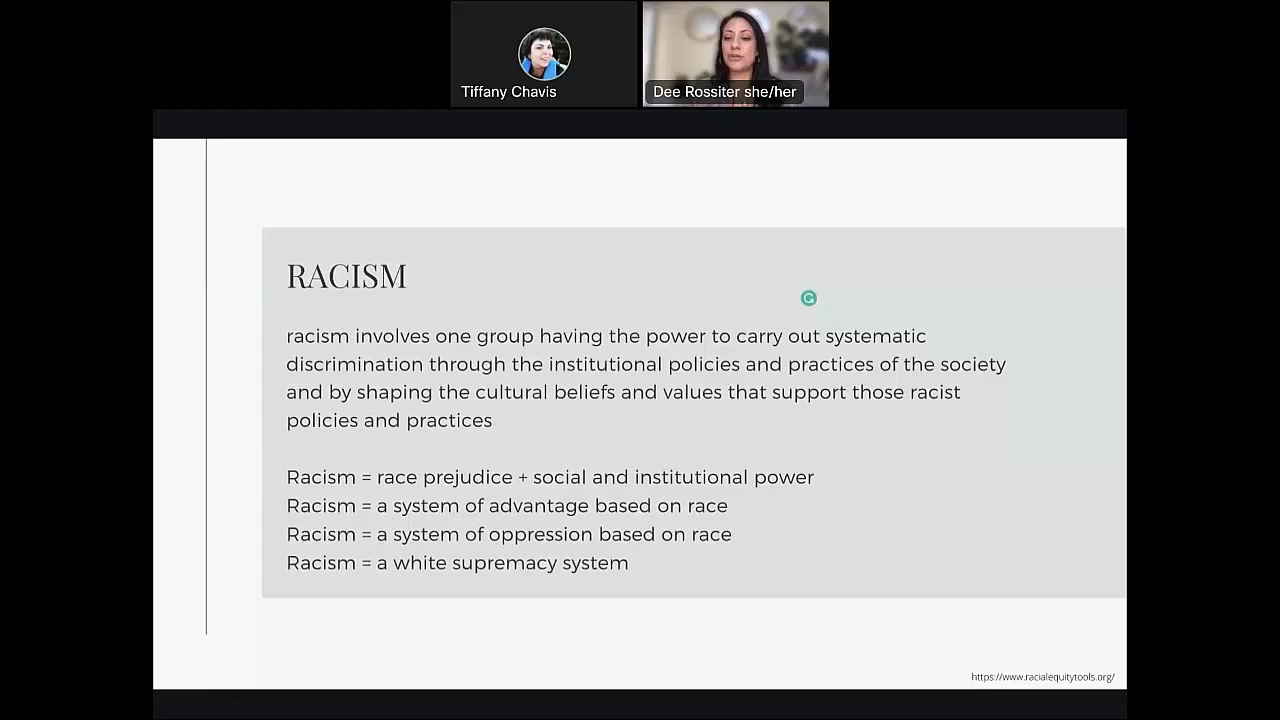 Tiffany Chavis
Dee Rossiter she/her
RACISM
racism involves one group having the power to carry out systematic
discrimination through the institutional policies and practices of the society
and by shaping the cultural beliefs and values that support those racist
policies and practices
Racism = race prejudice + social and institutional power
Racism = a system of advantage based on race
Racism = a system of oppression based on race
Racism = a white supremacy system
https://www.racialequitytools.org/